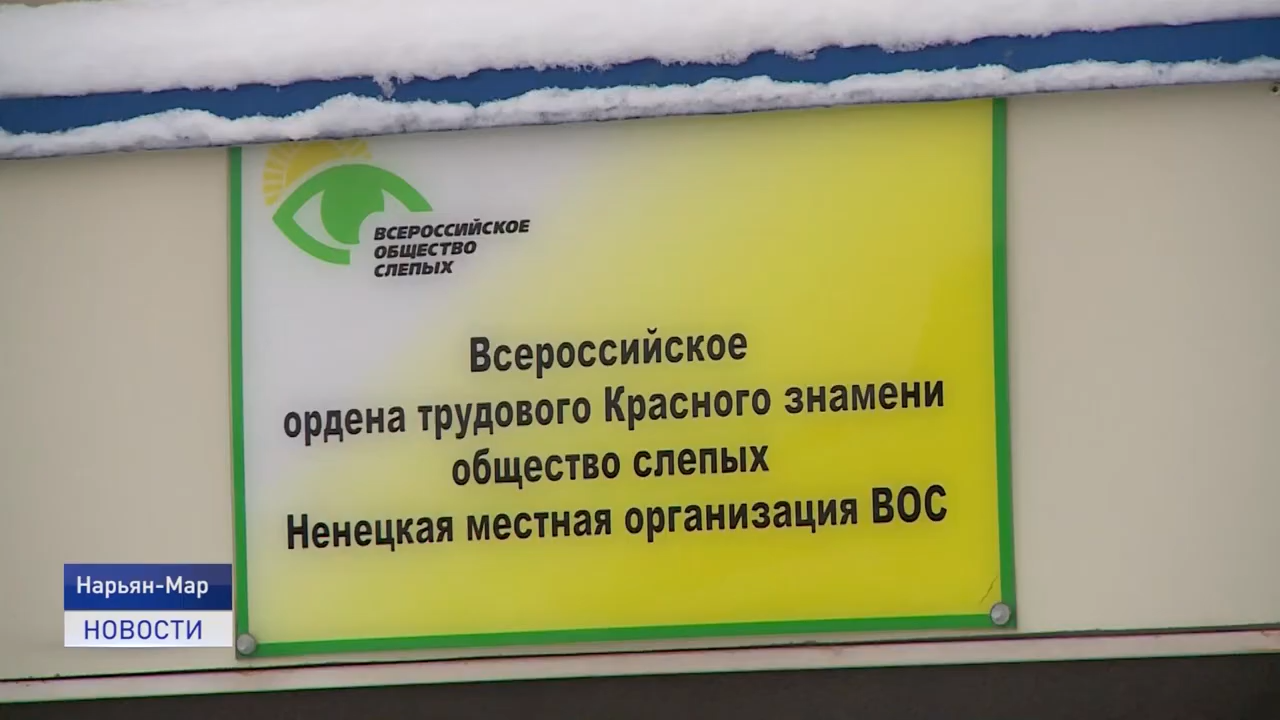 ВСЕРОССИЙСКОЕ
ОБЩЕСТВО
СЛЕПЫХ
Всероссийское
ордена трудового Красного знамени
общество слепых
Ненецкая местная организация ВОС
Нарьян-Мар
НОВОСТИ